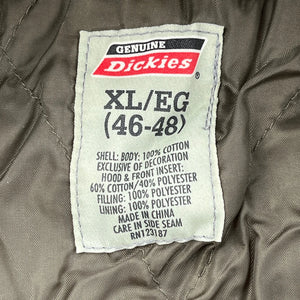 GENUINE
Dickies®
XL/EG
(46-48)
SHELL: BODY: 100% COTTON
EXCLUSIVE OF DECORATION
HOOD & FRONT INSERT:
60% COTTON/40% POLYESTER
FILLING: 100% POLYESTER
LINING: 100% POLYESTER
MADE IN CHINA
CARE IN SIDE SEAM
RN123187